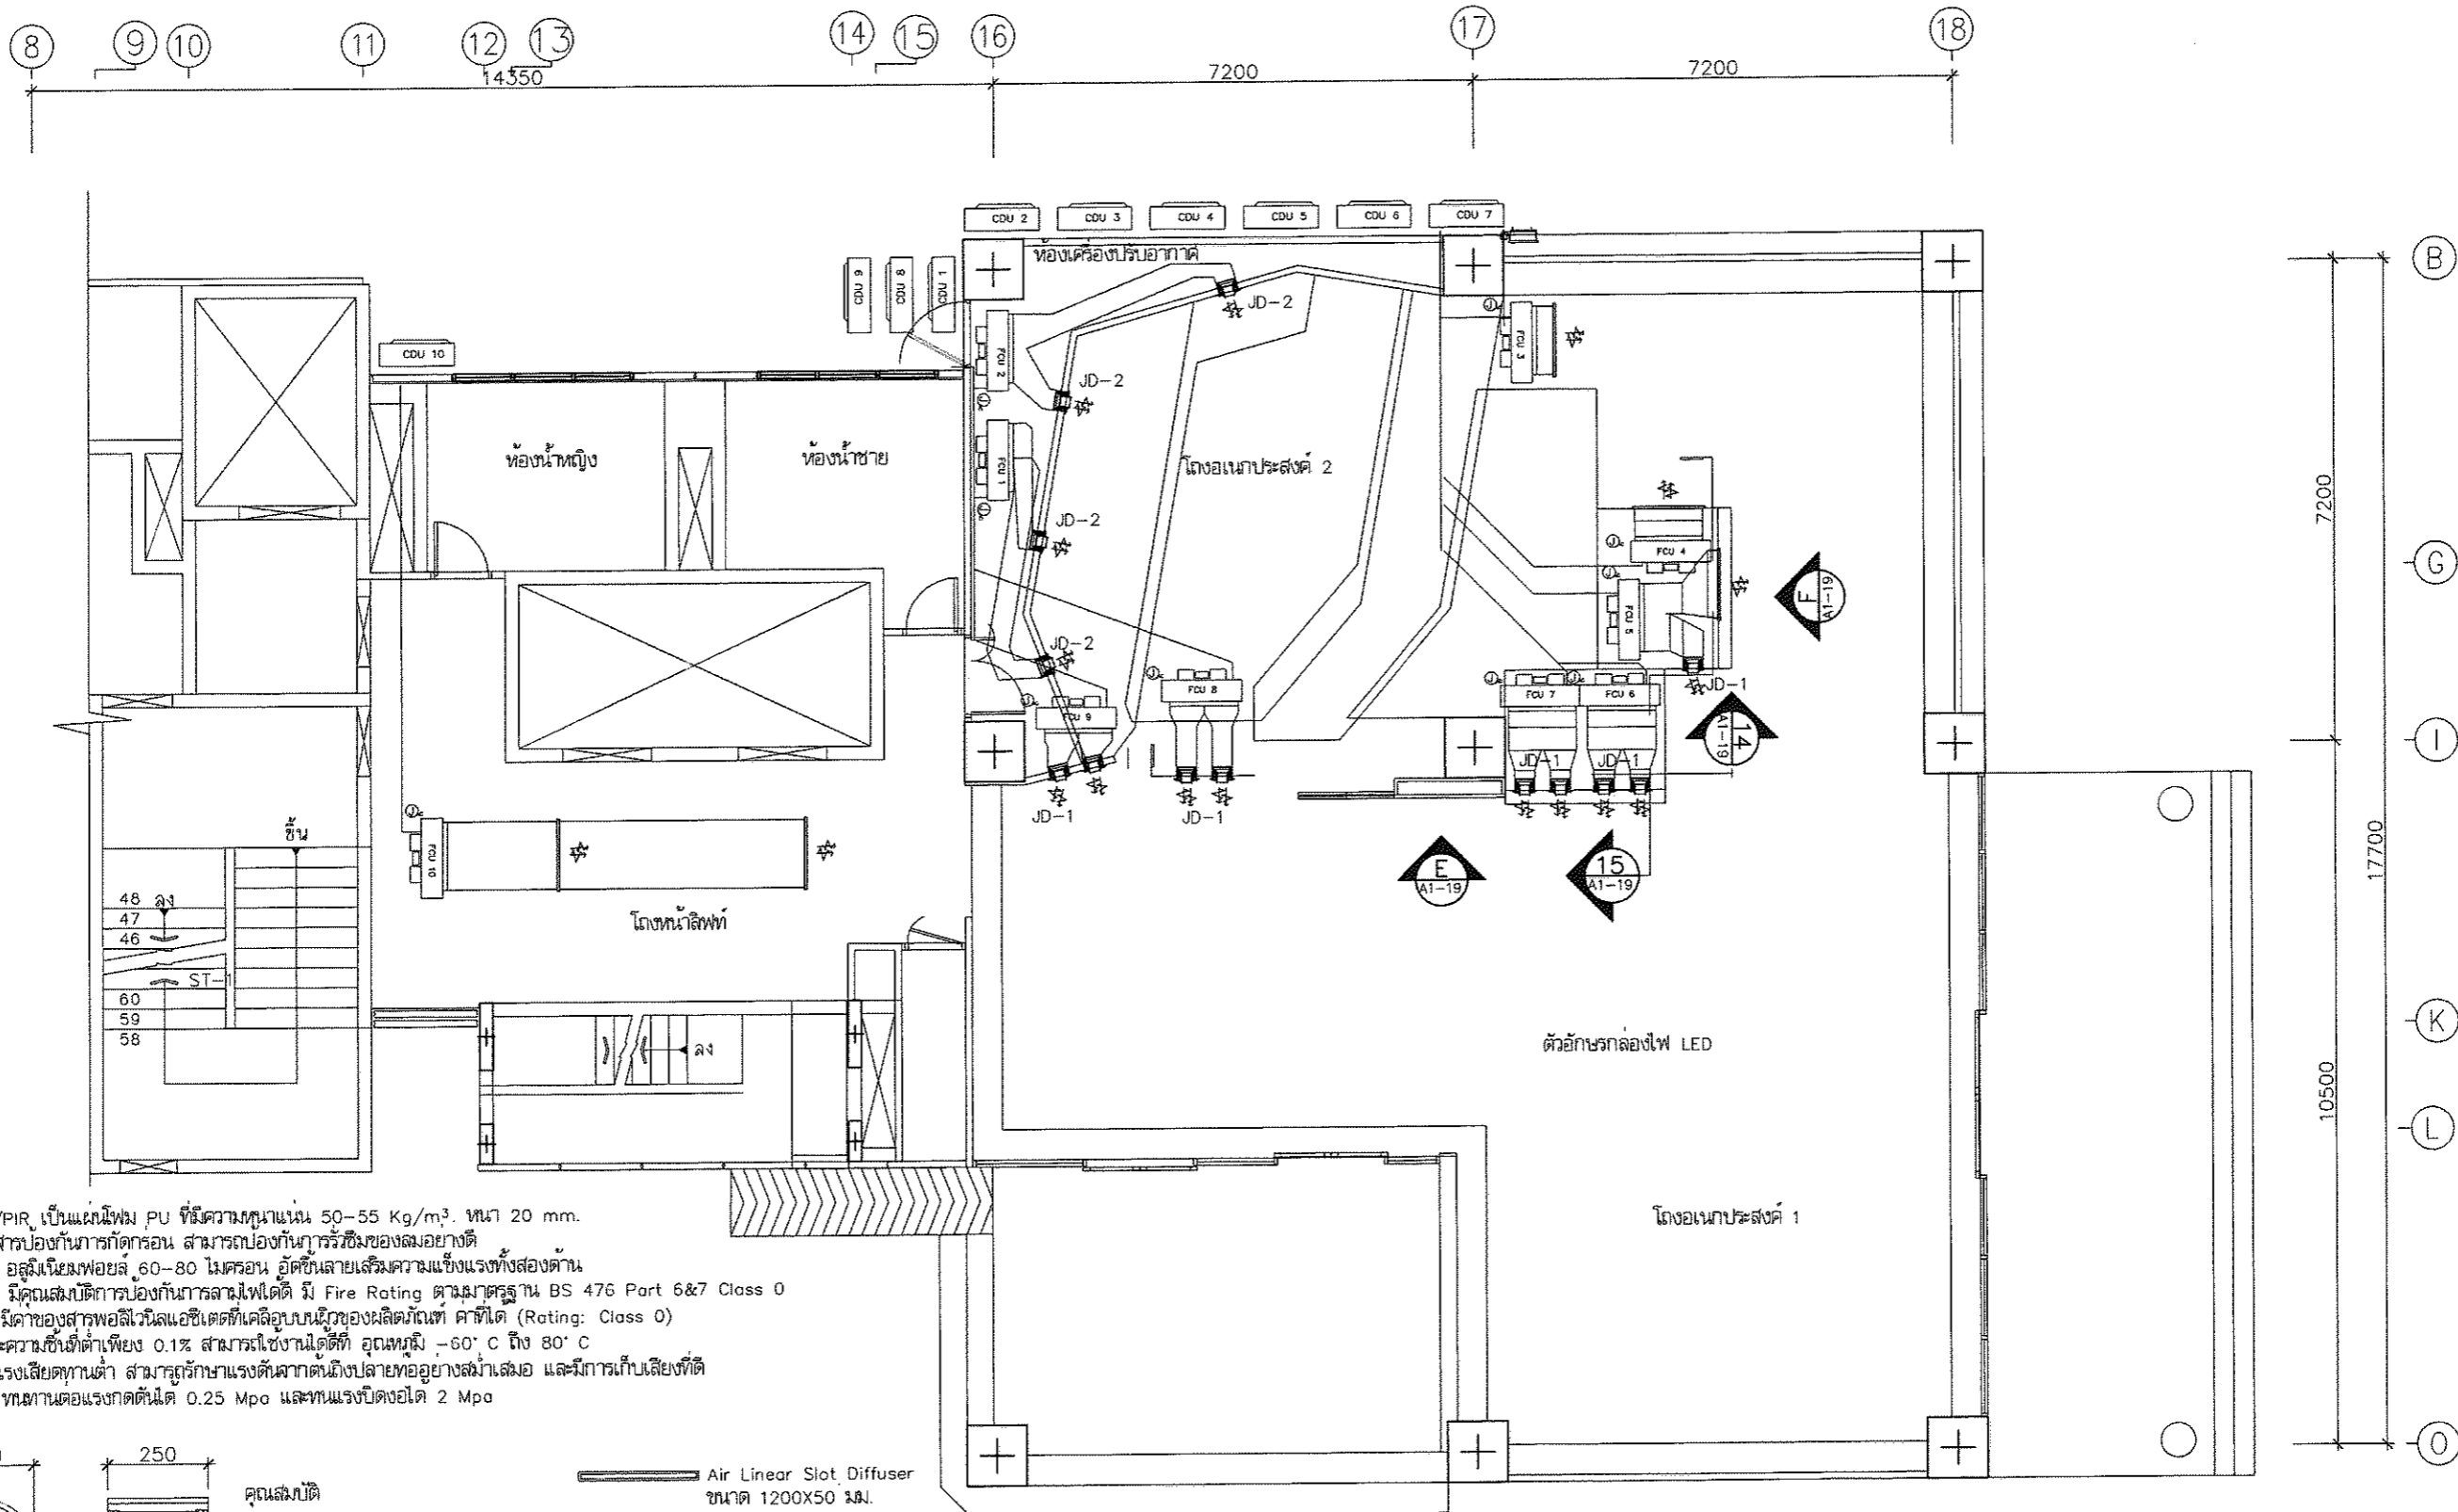 8 9 10 11 12 13 14 15 16 17 18
14350 7200 7200
CDU 2 CDU 3 CDU 4 CDU 5 CDU 6 CDU 7
B
ห้องเครื่องปรับอากาศ
CDU 9 CDU 8 CDU 1
JD-2
CDU 10
FCU 2
FCU 3
JD-2
ห้องน้ำหญิง
ห้องน้ำชาย
FCU 1
โถงอเนกประสงค์ 2
JD-2
7200
FCU 4
G
FCU 5
F
A1-19
JD-2
FCU 9
FCU 8
FCU 7
FCU 6
JD-1
14
A1-19
I
JD-1
JD-1
JD-1
JD-1
ขึ้น
FCU 10
17700
E
A1-19
15
A1-19
48 ลง
47
46
โถงหน้าลิฟท์
ST-1
60
59
58
ลง
K
ตัวอักษรกล่องไฟ LED
10500
L
โถงอเนกประสงค์ 1
/PIR เป็นแผ่นโฟม PU ที่มีความหนาแน่น 50-55 Kg/m³. หนา 20 mm.
สารป้องกันการกัดกรอน สามารถป้องกันการรั่วซึมของลมอย่างดี
อลูมิเนียมฟอยล์ 60-80 ไมครอน อัดขึ้นลายเสริมความแข็งแรงทั้งสองด้าน
มีคุณสมบัติการป้องกันการลามไฟได้ดี มี Fire Rating ตามมาตรฐาน BS 476 Part 6&7 Class 0
มีค่าของสารพอลิไวนิลแอซีเตตที่เคลือบบนผิวของผลิตภัณฑ์ ค่าที่ได้ (Rating: Class 0)
ะความชื้นที่ต่ำเพียง 0.1% สามารถใช้งานได้ดีที่ อุณหภูมิ -60° C ถึง 80° C
แรงเสียดทานต่ำ สามารถรักษาแรงดันจากต้นถึงปลายท่ออย่างสม่ำเสมอ และมีการเก็บเสียงที่ดี
ทนทานต่อแรงกดดันได้ 0.25 Mpa และทนแรงบิดงอได้ 2 Mpa
O
250
คุณสมบัติ
Air Linear Slot Diffuser
ขนาด 1200X50 มม.